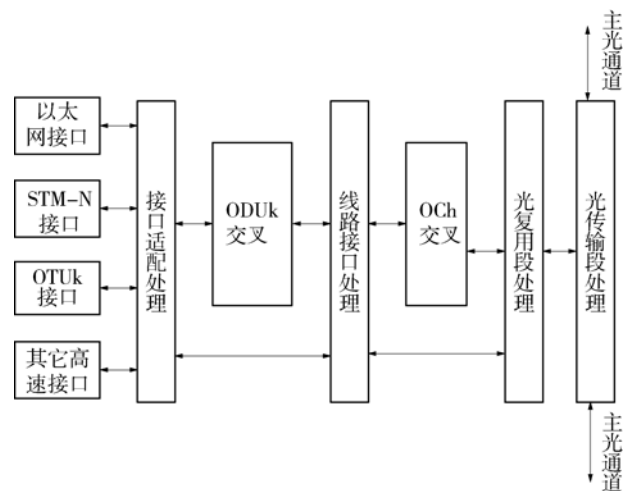 主光通道
以太
网接口
STM-N
接口
OTUk
接口
其它高
速接口
接口适配处理
ODUk
交叉
线路接口处理
OCh
交叉
光复用段处理
光传输段处理
主光通道